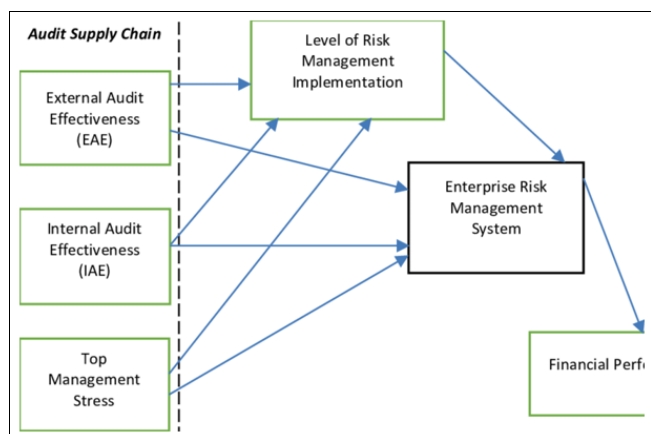 Audit Supply Chain
External Audit
Effectiveness
(EAE)
Internal Audit
Effectiveness
(IAE)
Top
Management
Stress
Level of Risk
Management
Implementation
Enterprise Risk
Management
System
Financial Perfo